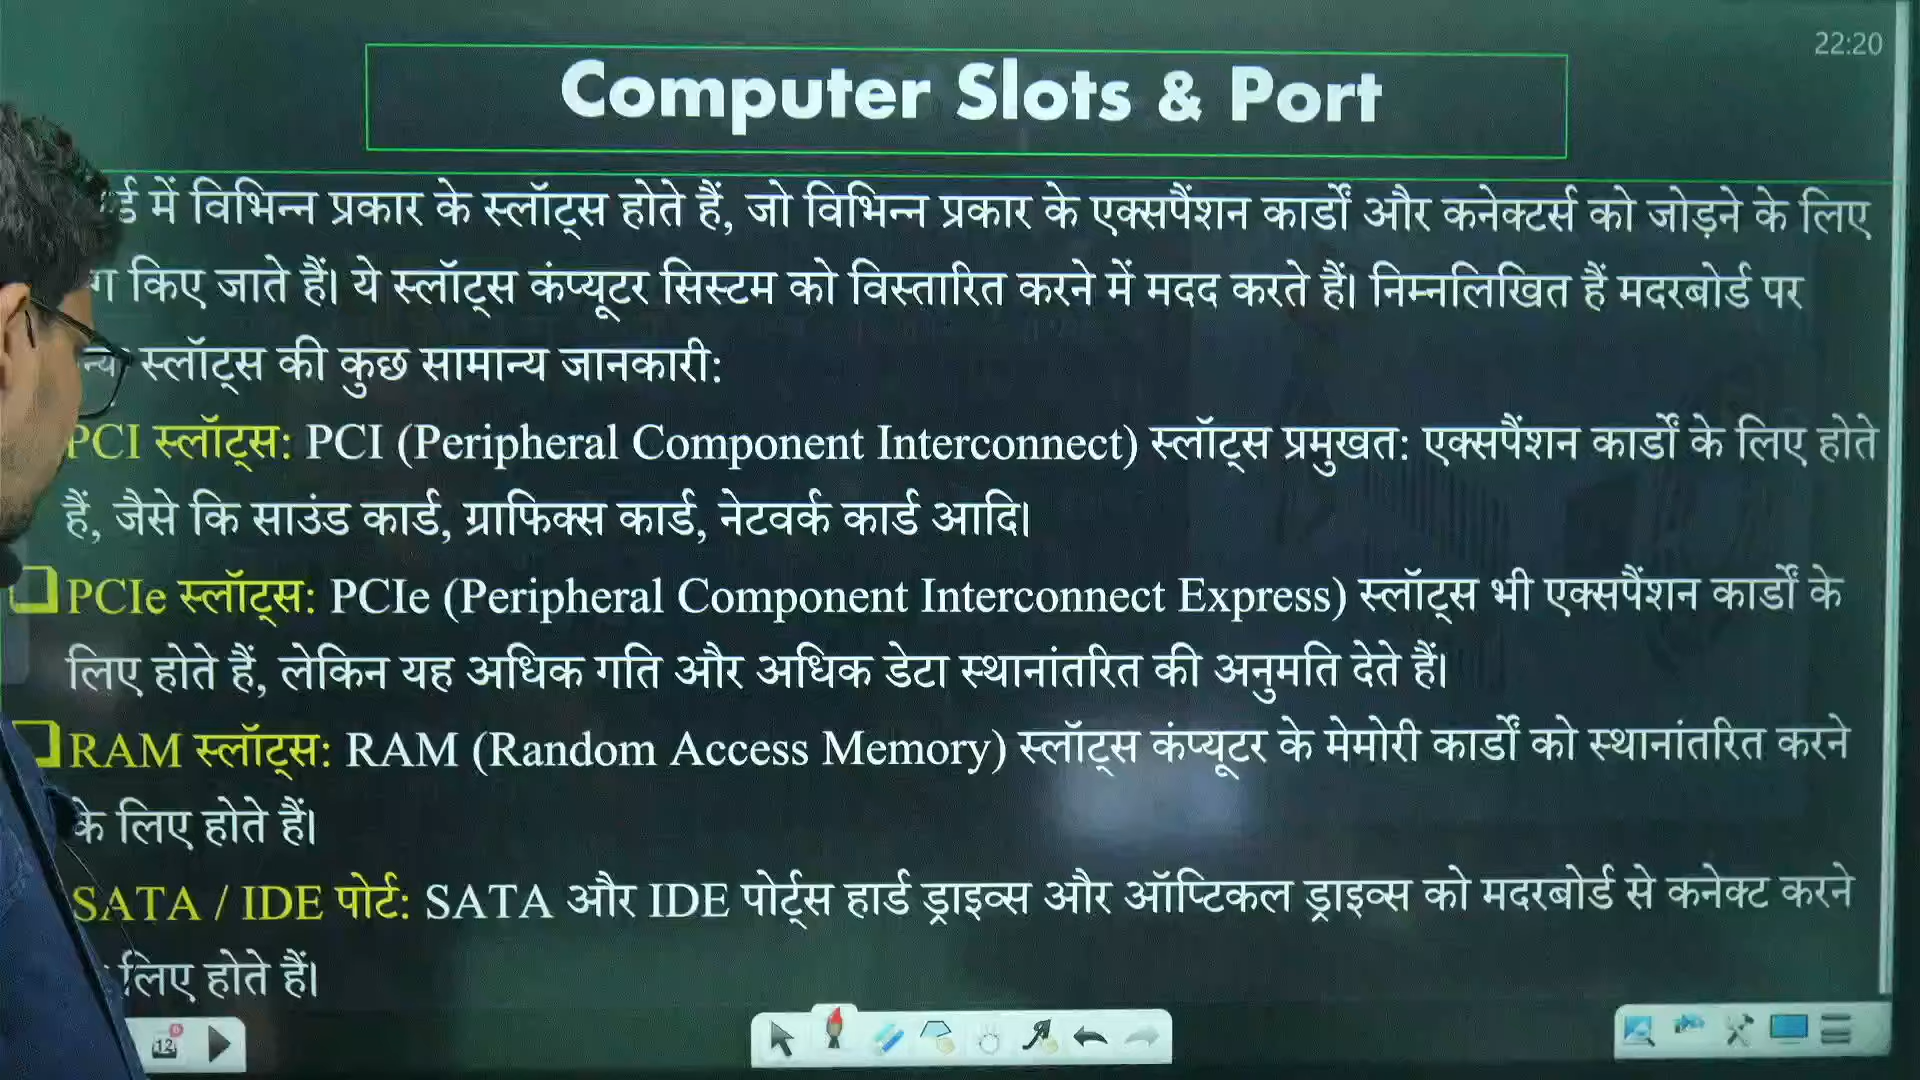 22:20
Computer Slots & Port
में विभिन्न प्रकार के स्लॉट्स होते हैं, जो विभिन्न प्रकार के एक्सपैंशन कार्डों और कनेक्टर्स को जोड़ने के लिए
किए जाते हैं। ये स्लॉट्स कंप्यूटर सिस्टम को विस्तारित करने में मदद करते हैं। निम्नलिखित हैं मदरबोर्ड पर
स्लॉट्स की कुछ सामान्य जानकारी:
PCI स्लॉट्स: PCI (Peripheral Component Interconnect) स्लॉट्स प्रमुखत: एक्सपैंशन कार्डों के लिए होते
हैं, जैसे कि साउंड कार्ड, ग्राफिक्स कार्ड, नेटवर्क कार्ड आदि।
PCIe स्लॉट्स: PCIe (Peripheral Component Interconnect Express) स्लॉट्स भी एक्सपैंशन कार्डों के
लिए होते हैं, लेकिन यह अधिक गति और अधिक डेटा स्थानांतरित की अनुमति देते हैं।
RAM स्लॉट्स: RAM (Random Access Memory) स्लॉट्स कंप्यूटर के मेमोरी कार्डों को स्थानांतरित करने
के लिए होते हैं।
SATA / IDE पोर्ट: SATA और IDE पोर्ट्स हार्ड ड्राइव्स और ऑप्टिकल ड्राइव्स को मदरबोर्ड से कनेक्ट करने
लिए होते हैं।
12